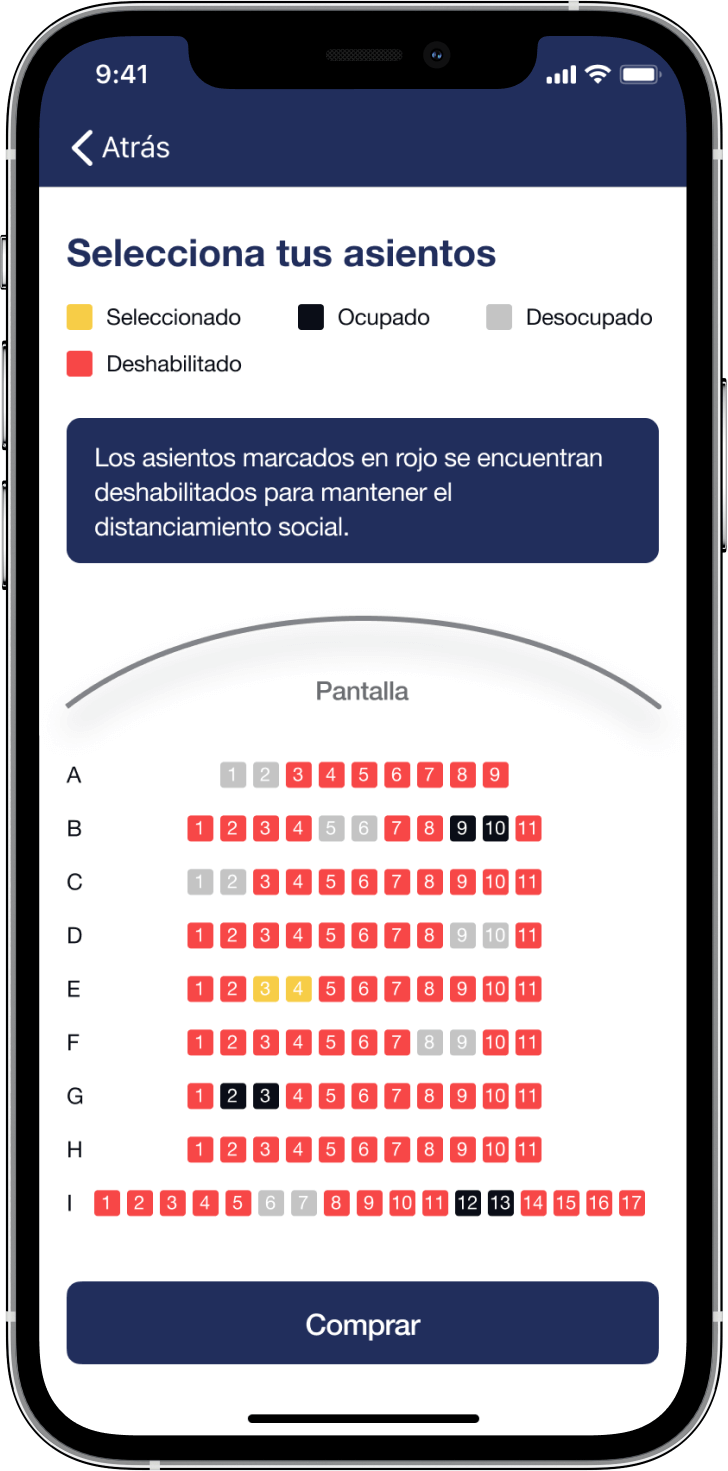 9:41
Atrás
Selecciona tus asientos
Seleccionado Ocupado Desocupado
Deshabilitado
Los asientos marcados en rojo se encuentran
deshabilitados para mantener el
distanciamiento social.
Pantalla
A 1 2 3 4 5 6 7 8 9
B 1 2 3 4 5 6 7 8 9 10 11
C 1 2 3 4 5 6 7 8 9 10 11
D 1 2 3 4 5 6 7 8 9 10 11
E 1 2 3 4 5 6 7 8 9 10 11
F 1 2 3 4 5 6 7 8 9 10 11
G 1 2 3 4 5 6 7 8 9 10 11
H 1 2 3 4 5 6 7 8 9 10 11
I 1 2 3 4 5 6 7 8 9 10 11 12 13 14 15 16 17
Comprar